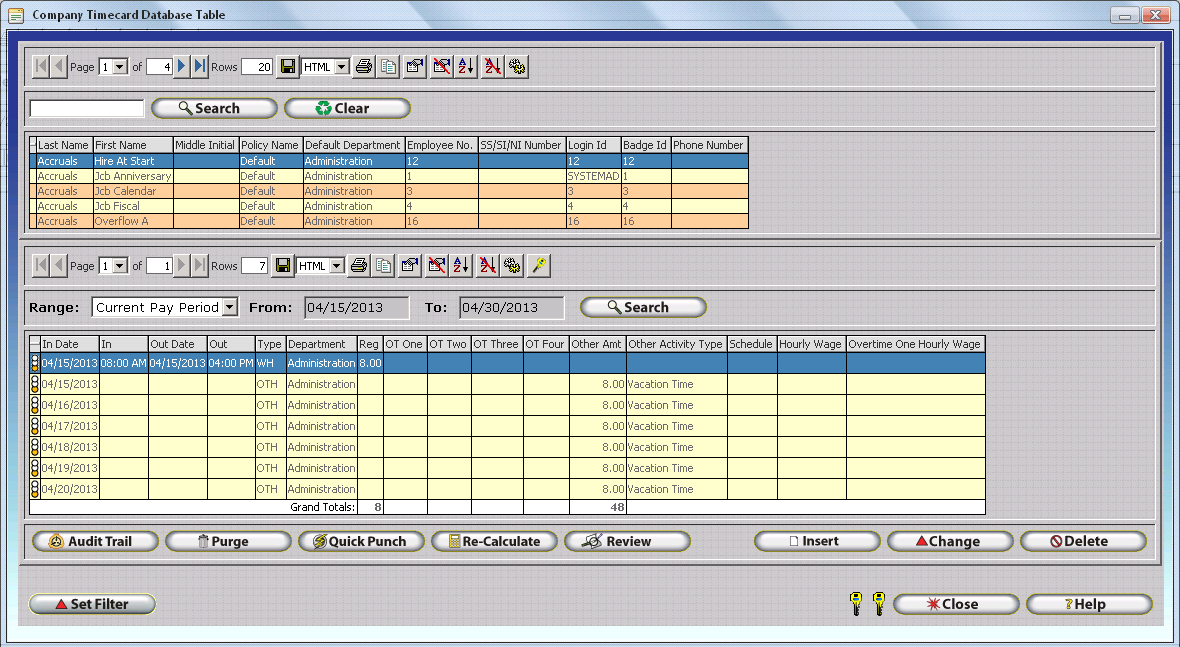 Company Timecard Database Table
Page 1 of 4 Rows 20 HTML
Search Clear
Last Name First Name Middle Initial Policy Name Default Department Employee No. SS/SI/NI Number Login Id Badge Id Phone Number
Accruals Hire At Start Default Administration 12 12 12
Accruals Jcb Anniversary Default Administration 1 SYSTEMAD 1
Accruals Jcb Calendar Default Administration 3 3 3
Accruals Jcb Fiscal Default Administration 4 4 4
Accruals Overflow A Default Administration 16 16 16
Page 1 of 1 Rows 7 HTML
Range: Current Pay Period From: 04/15/2013 To: 04/30/2013 Search
In Date In Out Date Out Type Department Reg OT One OT Two OT Three OT Four Other Amt Other Activity Type Schedule Hourly Wage Overtime One Hourly Wage
04/15/2013 08:00 AM 04/15/2013 04:00 PM WH Administration 8.00
04/15/2013 OTH Administration 8.00 Vacation Time
04/16/2013 OTH Administration 8.00 Vacation Time
04/17/2013 OTH Administration 8.00 Vacation Time
04/18/2013 OTH Administration 8.00 Vacation Time
04/19/2013 OTH Administration 8.00 Vacation Time
04/20/2013 OTH Administration 8.00 Vacation Time
Grand Totals: 8 48
Audit Trail Purge Quick Punch Re-Calculate Review Insert Change Delete
Set Filter Close Help